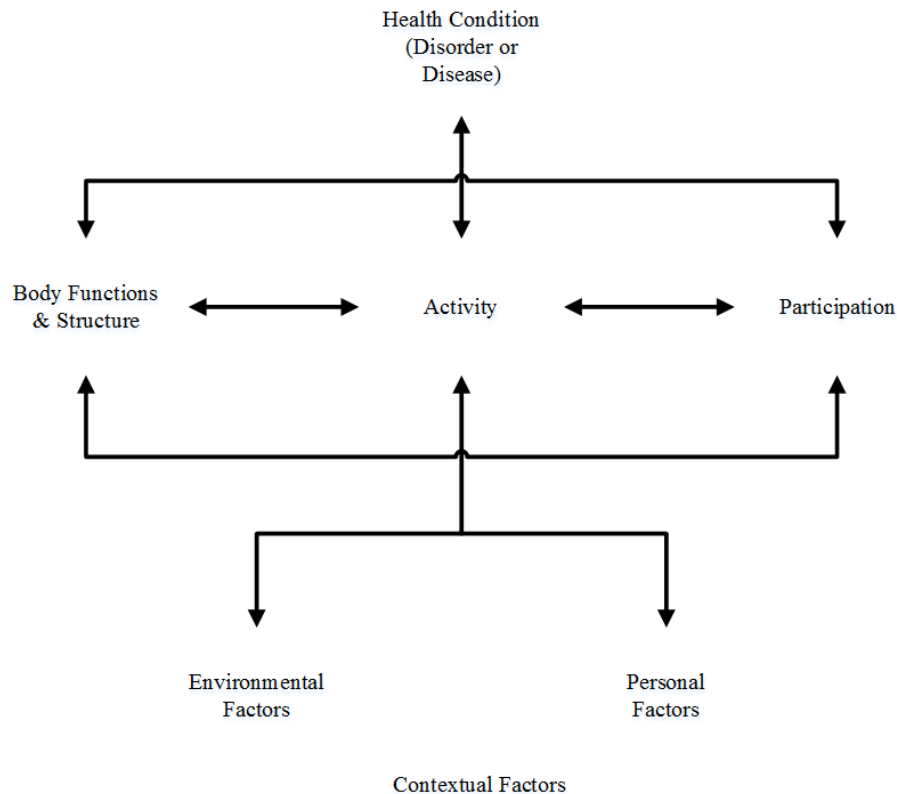 Health Condition
(Disorder or
Disease)
Body Functions
& Structure
Activity
Participation
Environmental
Factors
Personal
Factors
Contextual Factors